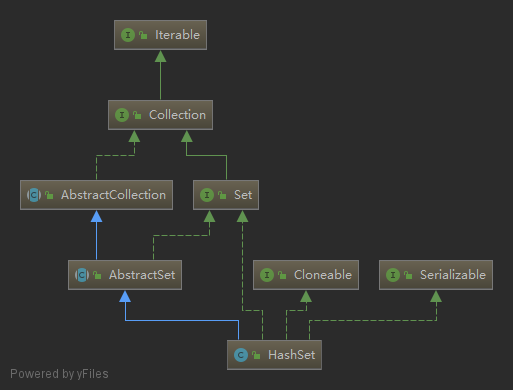 I Iterable
I Collection
C AbstractCollection
I Set
C AbstractSet
I Cloneable
I Serializable
C HashSet
Powered by yFiles